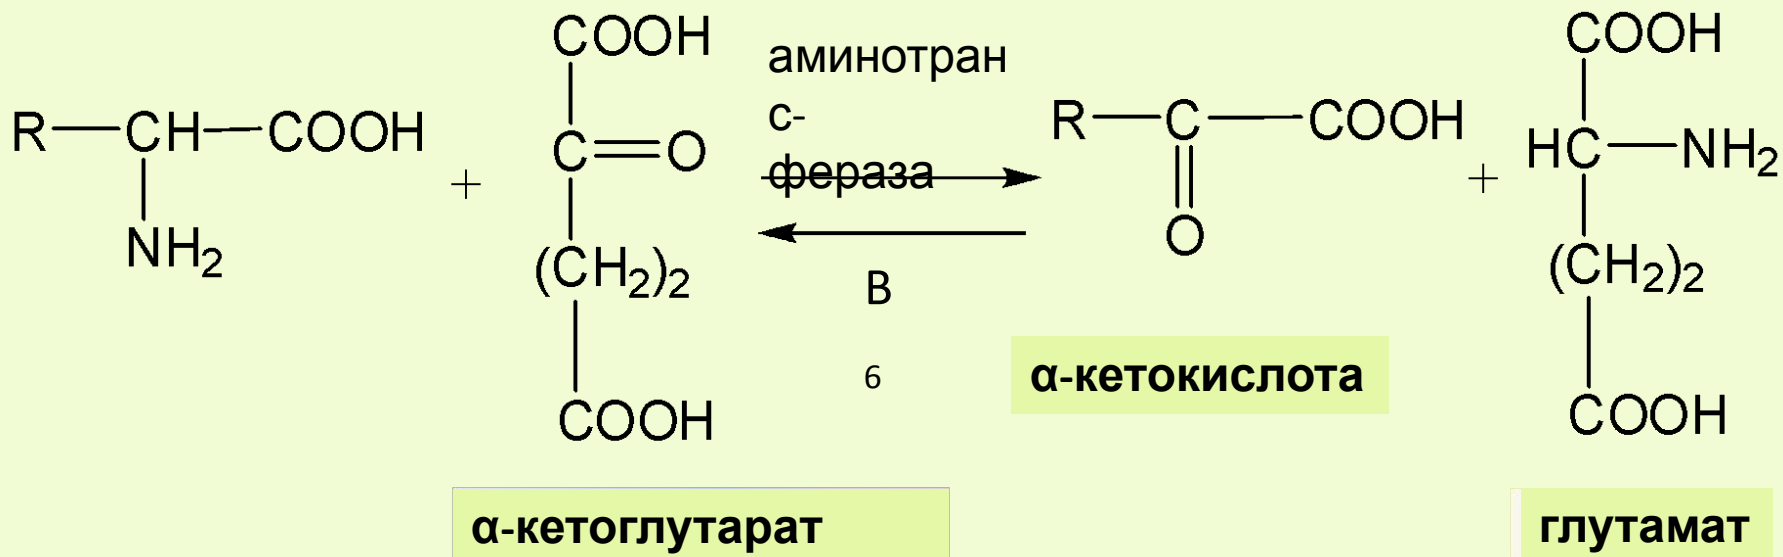 R—CH—COOH
NH₂
+
COOH
C=O
(CH₂)₂
COOH
α-кетоглутарат
аминотран
с-
фераза
В
6
R—C—COOH
O
α-кетокислота
+
COOH
HC—NH₂
(CH₂)₂
COOH
глутамат